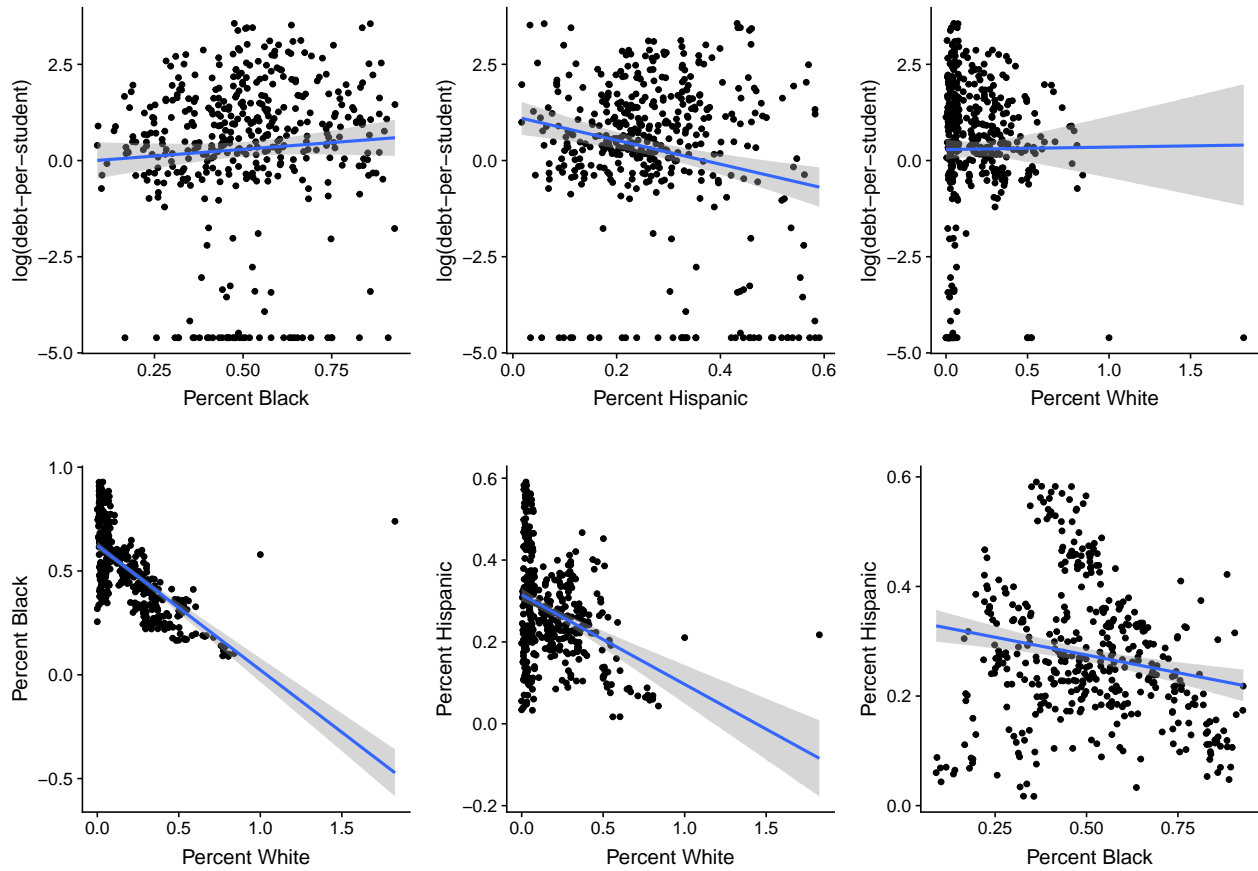 log(debt−per−student)
2.5
0.0
−2.5
−5.0
0.25 0.50 0.75
Percent Black
log(debt−per−student)
2.5
0.0
−2.5
−5.0
0.0 0.2 0.4 0.6
Percent Hispanic
log(debt−per−student)
2.5
0.0
−2.5
−5.0
0.0 0.5 1.0 1.5
Percent White
Percent Black
1.0
0.5
0.0
−0.5
0.0 0.5 1.0 1.5
Percent White
Percent Hispanic
0.6
0.4
0.2
0.0
−0.2
0.0 0.5 1.0 1.5
Percent White
Percent Hispanic
0.6
0.4
0.2
0.0
0.25 0.50 0.75
Percent Black